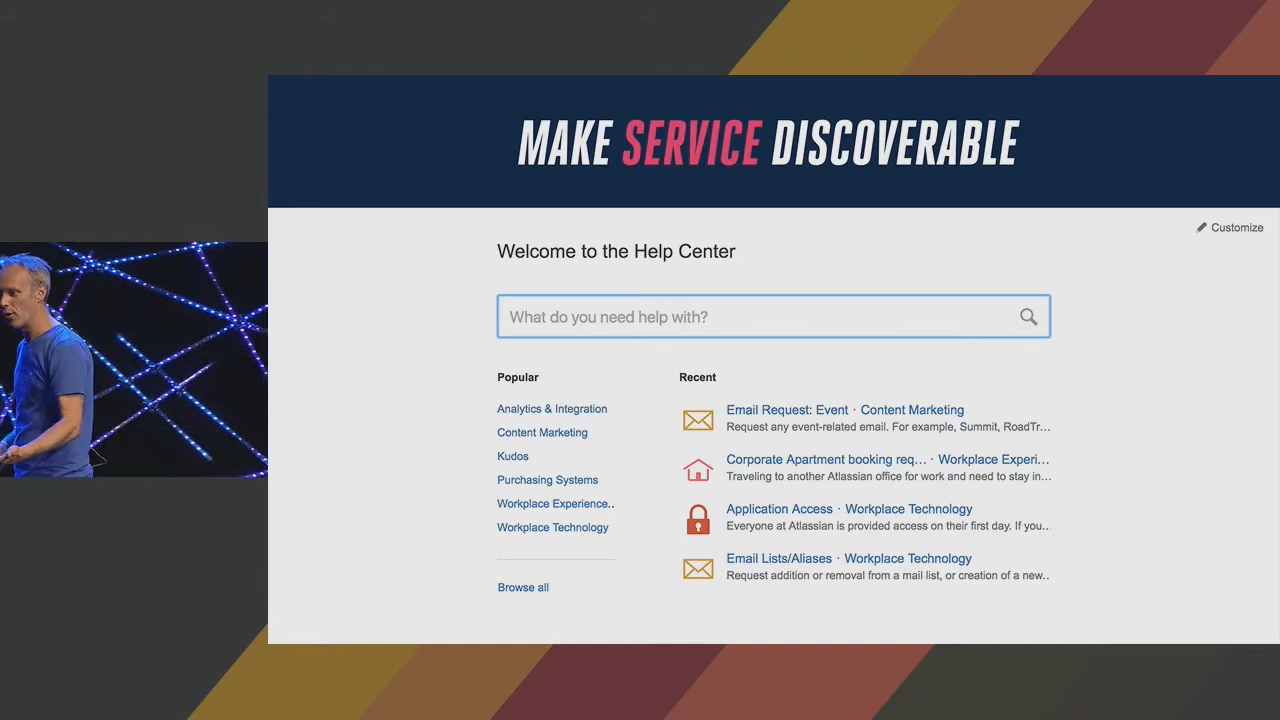 MAKE SERVICE DISCOVERABLE
Customize
Welcome to the Help Center
What do you need help with?
Popular
Analytics & Integration
Content Marketing
Kudos
Purchasing Systems
Workplace Experience..
Workplace Technology
Browse all
Recent
Email Request: Event · Content Marketing
Request any event-related email. For example, Summit, RoadTr...
Corporate Apartment booking req... · Workplace Experi...
Traveling to another Atlassian office for work and need to stay in...
Application Access · Workplace Technology
Everyone at Atlassian is provided access on their first day. If you...
Email Lists/Aliases · Workplace Technology
Request addition or removal from a mail list, or creation of a new..